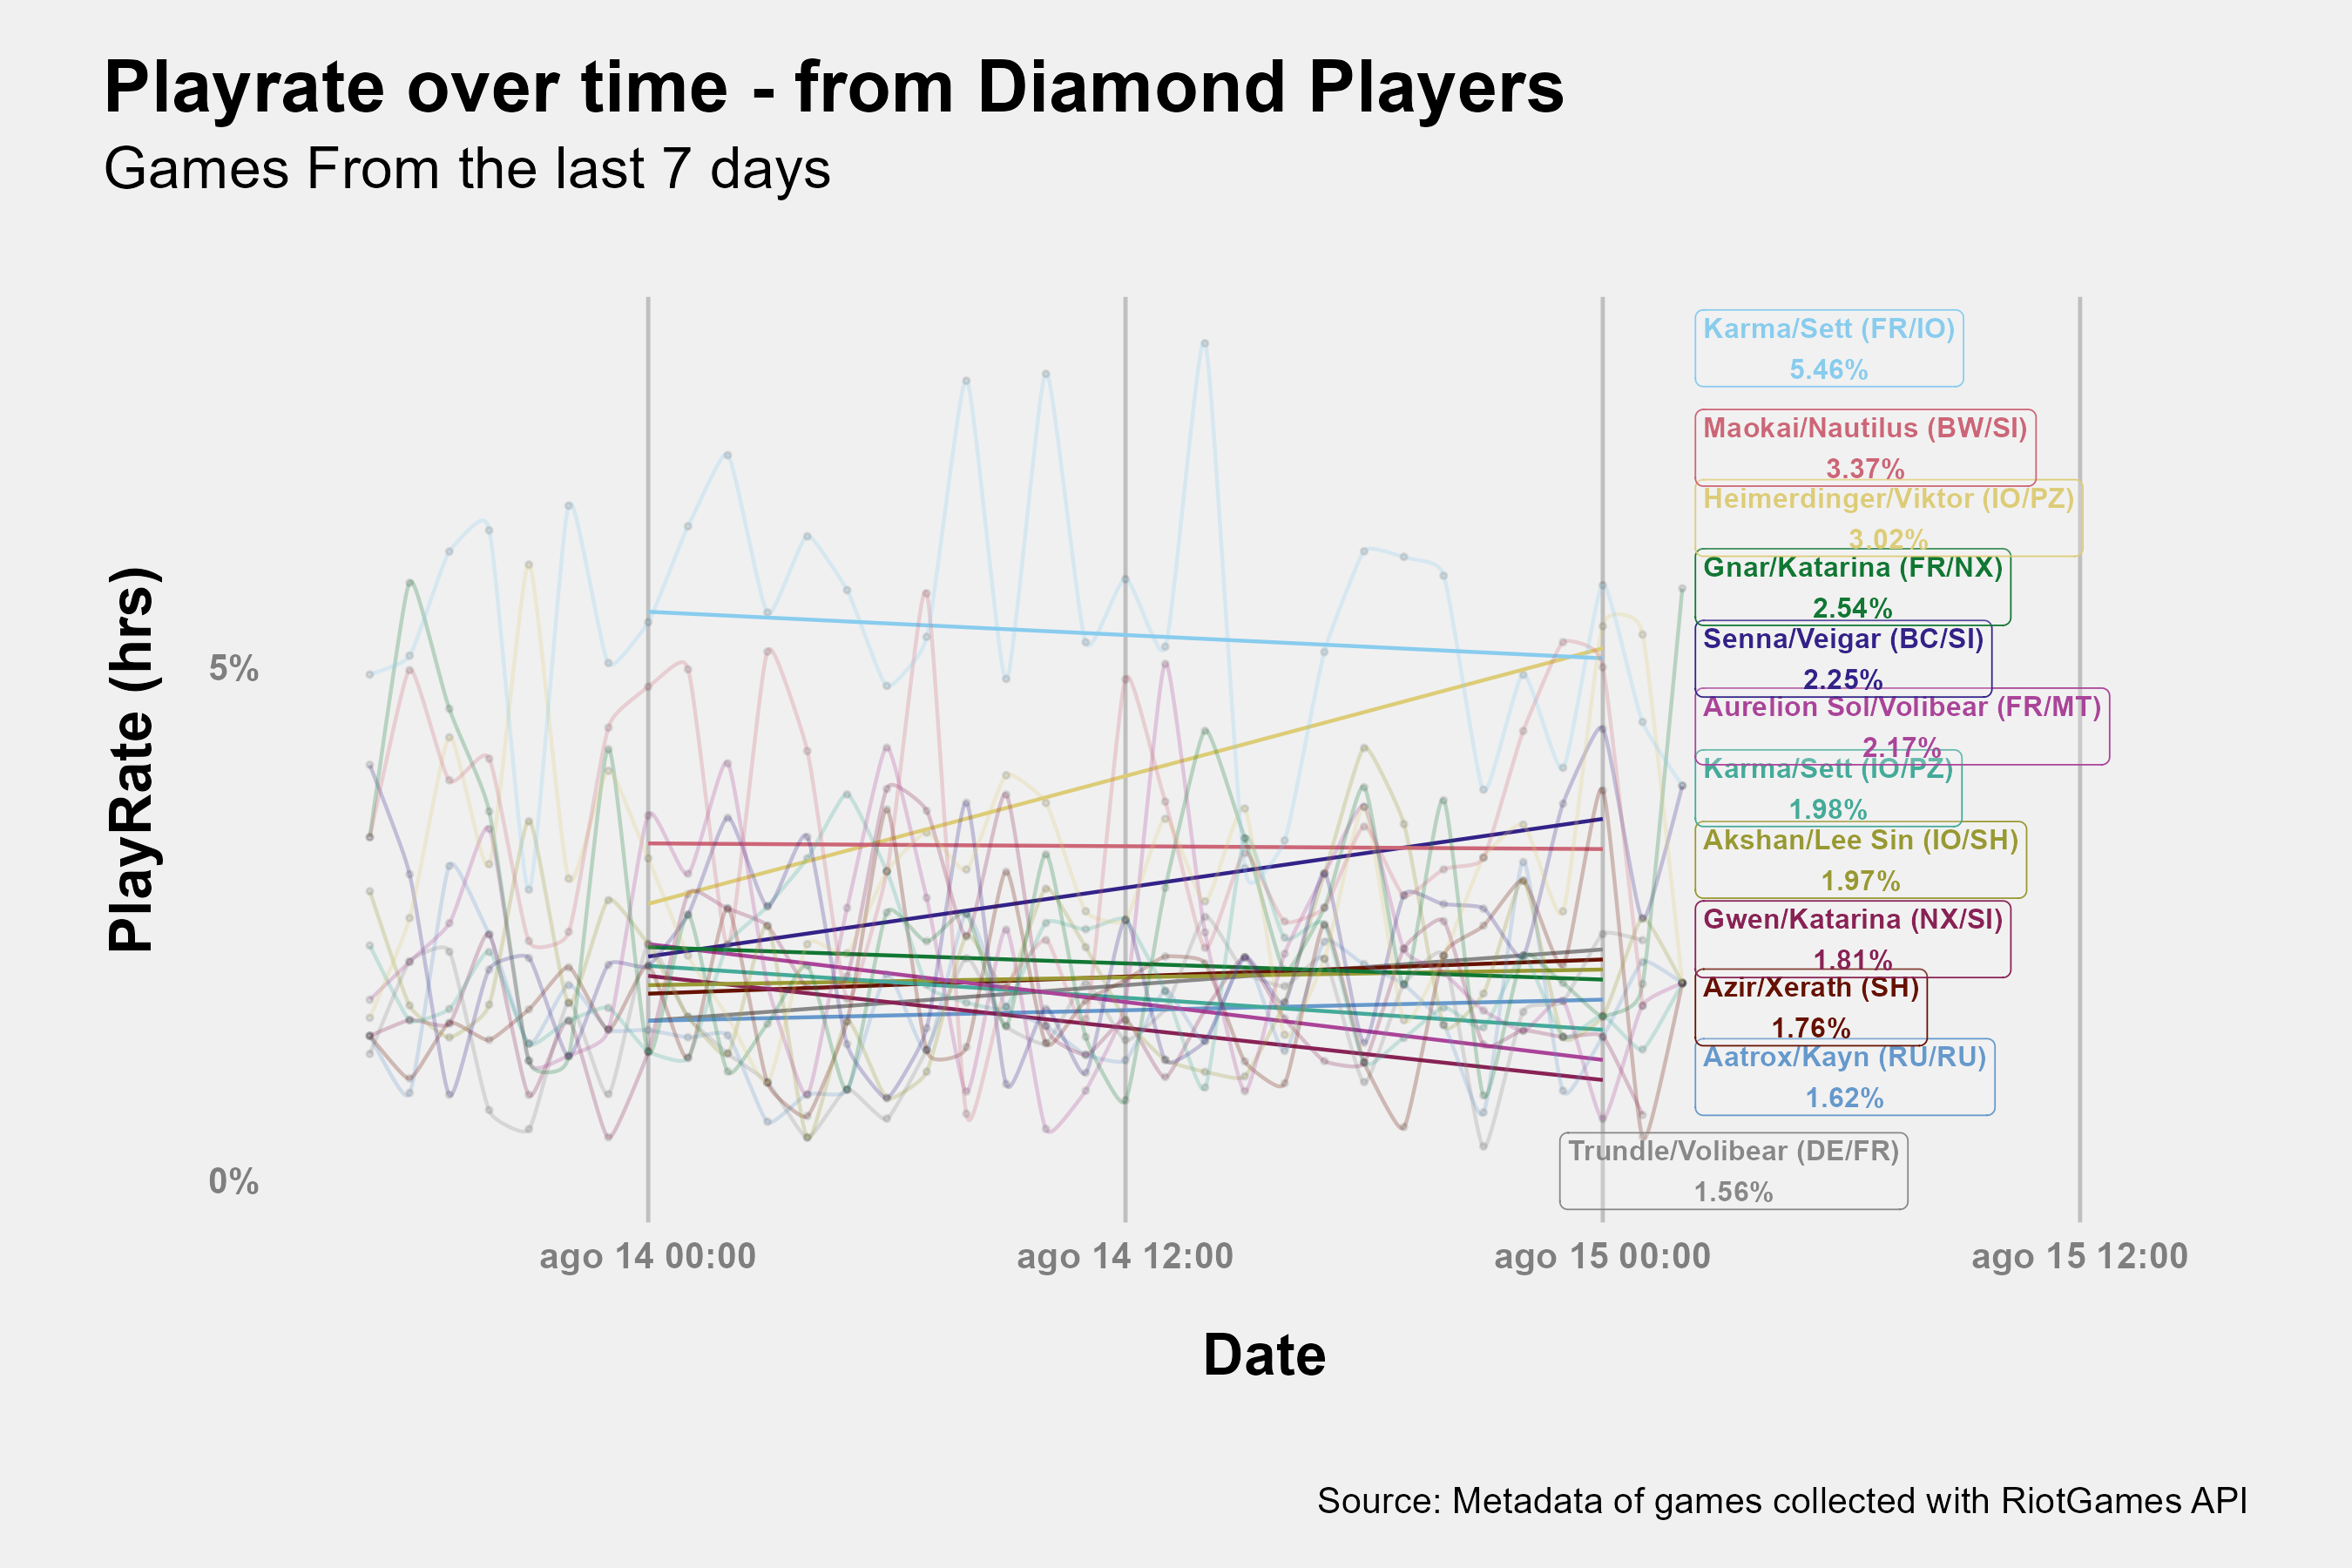 Playrate over time - from Diamond Players
Games From the last 7 days
PlayRate (hrs)
5%
0%
Karma/Sett (FR/IO)
5.46%
Maokai/Nautilus (BW/SI)
3.37%
Heimerdinger/Viktor (IO/PZ)
3.02%
Gnar/Katarina (FR/NX)
2.54%
Senna/Veigar (BC/SI)
2.25%
Aurelion Sol/Volibear (FR/MT)
2.17%
Karma/Sett (IO/PZ)
1.98%
Akshan/Lee Sin (IO/SH)
1.97%
Gwen/Katarina (NX/SI)
1.81%
Azir/Xerath (SH)
1.76%
Aatrox/Kayn (RU/RU)
1.62%
Trundle/Volibear (DE/FR)
1.56%
ago 14 00:00
ago 14 12:00
ago 15 00:00
ago 15 12:00
Date
Source: Metadata of games collected with RiotGames API